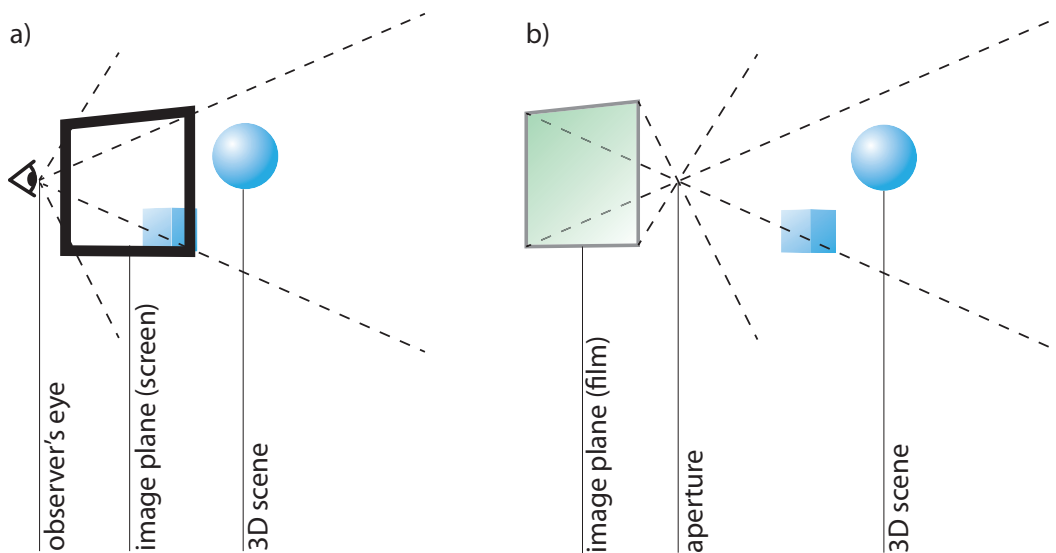 a)
observer's eye
image plane (screen)
3D scene
b)
image plane (film)
aperture
3D scene